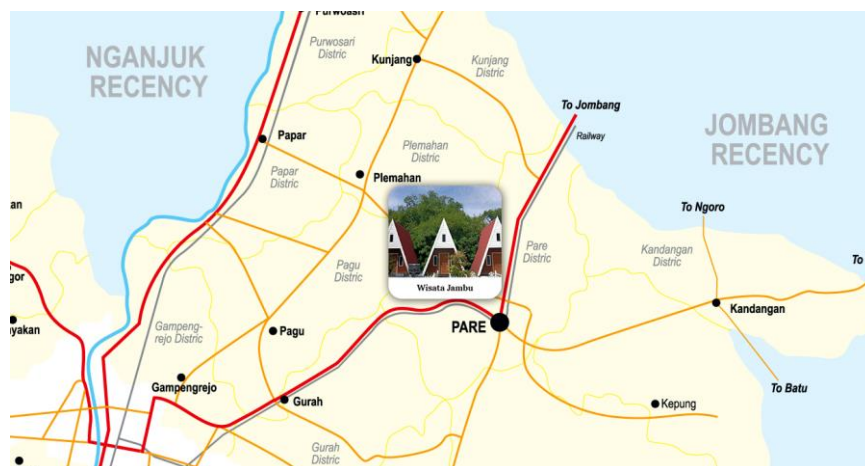 Purwoasri
NGANJUK
RECENCY
Purwosari
Distric
Kunjang
Kunjang
Distric
To Jombang
Railway
JOMBANG
RECENCY
Papar
Plemahan
Distric
Papar
Distric
Plemahan
an
To Ngoro
Pare
Distric
Kandangan
Distric
To
Pagu
Distric
Wisata Jambu
gor
Kandangan
yakan
Gampeng-
rejo Distric
Pagu
PARE
Gampengrejo
To Batu
Gurah
Kepung
Gurah
Distric